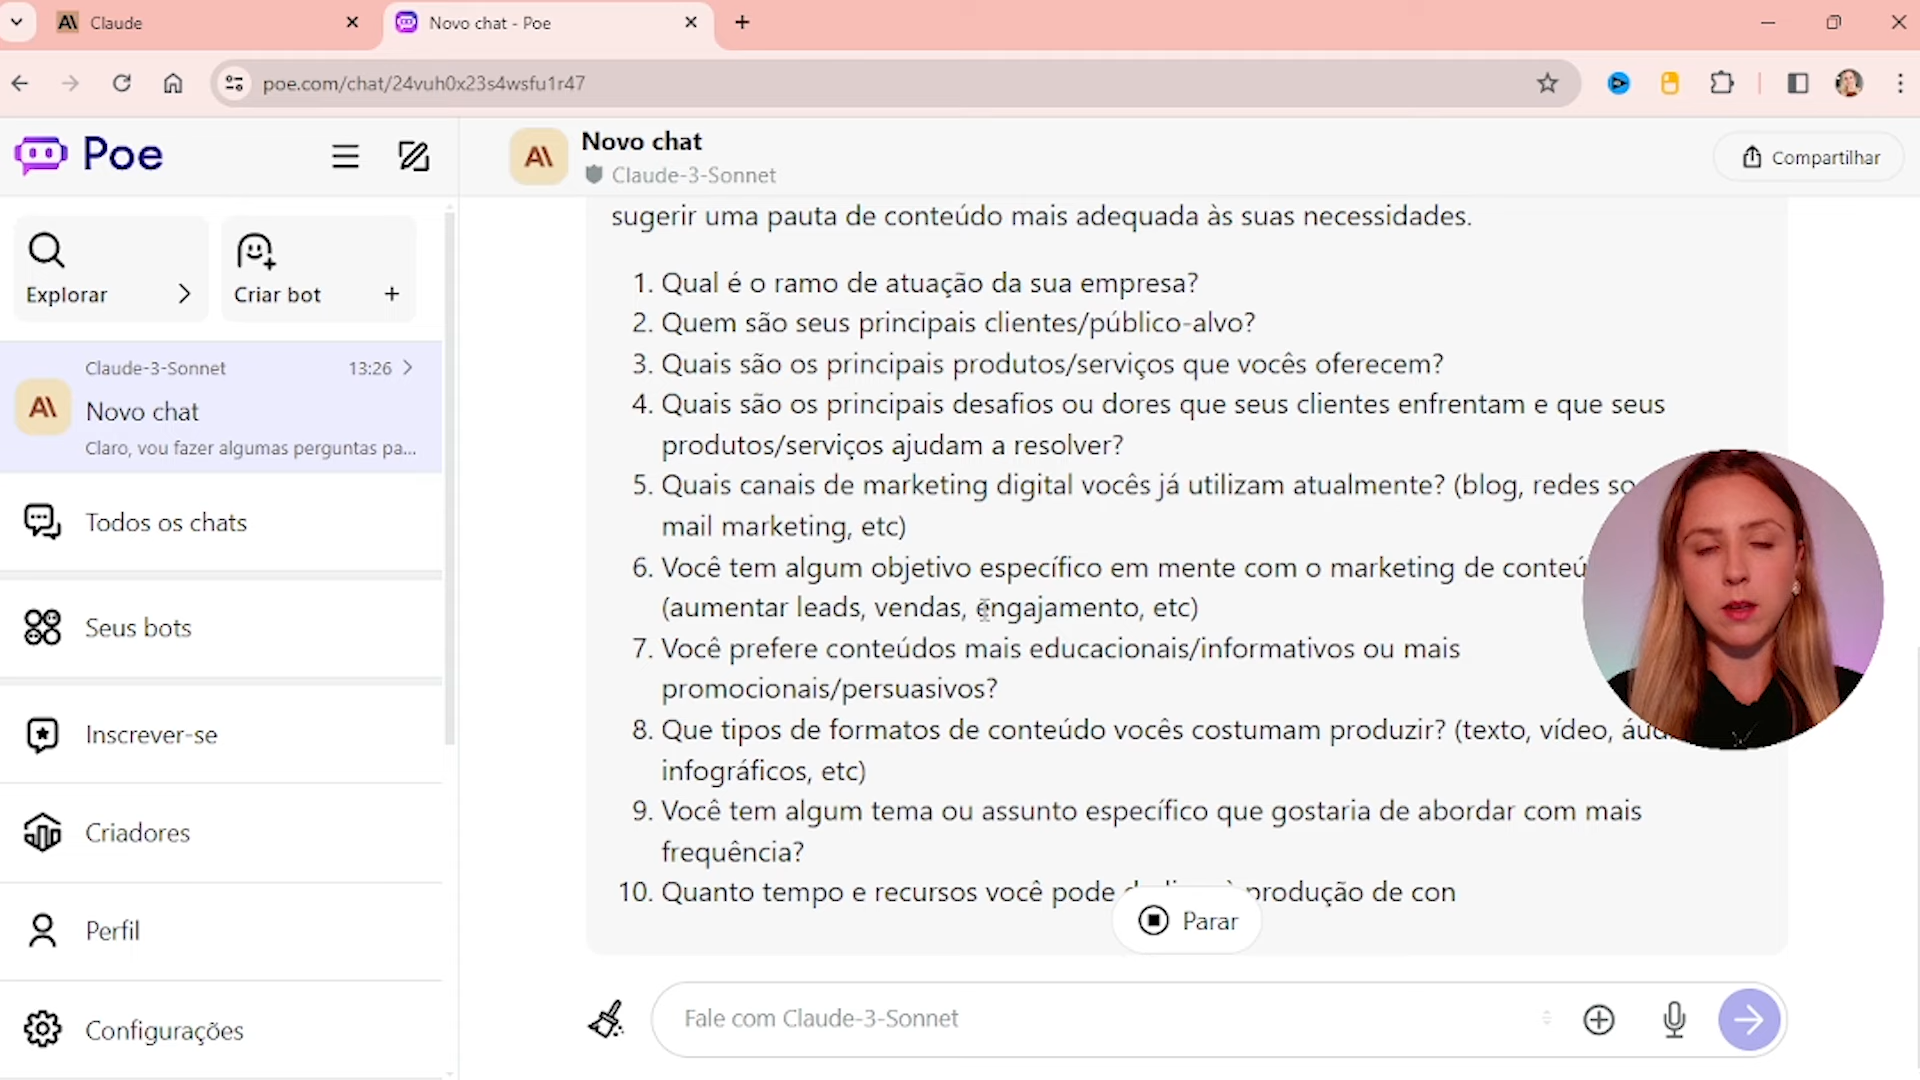 Claude
Novo chat - Poe
poe.com/chat/24vuh0x23s4wsfu1r47
Poe
Novo chat
Claude-3-Sonnet
Compartilhar
Explorar
Criar bot
Claude-3-Sonnet
13:26
Novo chat
Claro, vou fazer algumas perguntas pa...
Todos os chats
Seus bots
Inscrever-se
Criadores
Perfil
Configurações
sugerir uma pauta de conteúdo mais adequada às suas necessidades.
1. Qual é o ramo de atuação da sua empresa?
2. Quem são seus principais clientes/público-alvo?
3. Quais são os principais produtos/serviços que vocês oferecem?
4. Quais são os principais desafios ou dores que seus clientes enfrentam e que seus
produtos/serviços ajudam a resolver?
5. Quais canais de marketing digital vocês já utilizam atualmente? (blog, redes so
mail marketing, etc)
6. Você tem algum objetivo específico em mente com o marketing de conteú
(aumentar leads, vendas, engajamento, etc)
7. Você prefere conteúdos mais educacionais/informativos ou mais
promocionais/persuasivos?
8. Que tipos de formatos de conteúdo vocês costumam produzir? (texto, vídeo,
infográficos, etc)
9. Você tem algum tema ou assunto específico que gostaria de abordar com mais
frequência?
10. Quanto tempo e recursos você pode produção de con
Parar
Fale com Claude-3-Sonnet